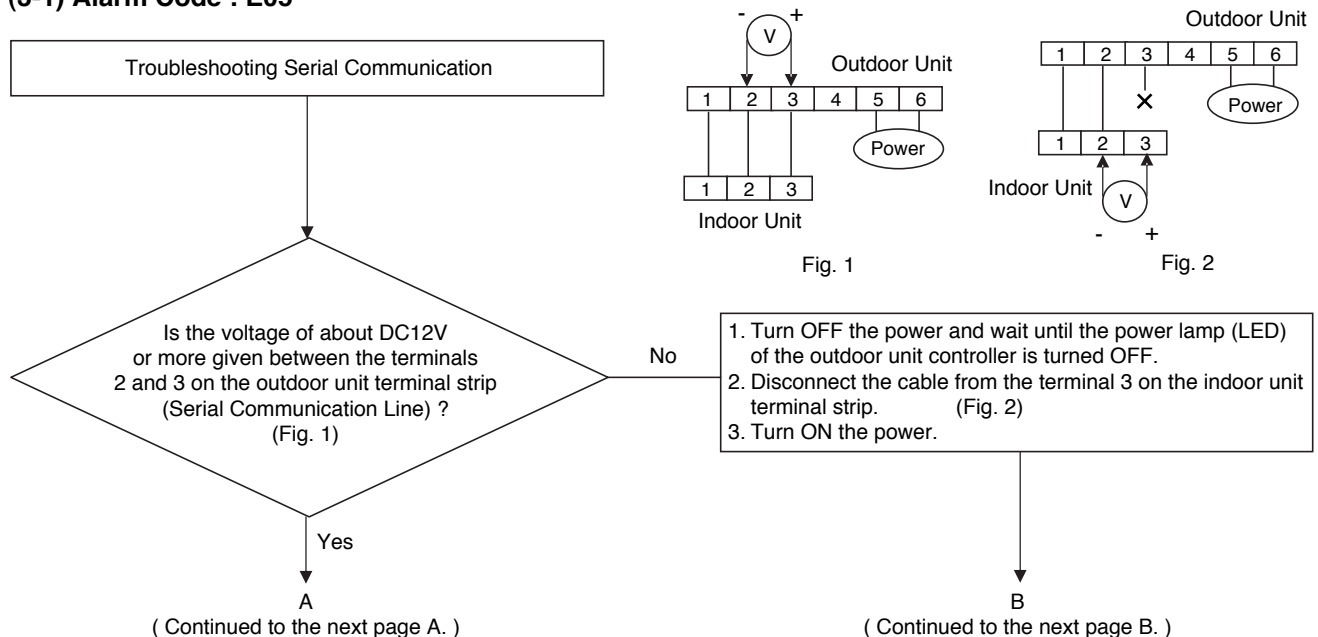 Troubleshooting Serial Communication
- +
V
Outdoor Unit
1 2 3 4 5 6
Power
1 2 3
Indoor Unit
Fig. 1
Outdoor Unit
1 2 3 4 5 6
Power
1 2 3
Indoor Unit
V
- +
Fig. 2
Is the voltage of about DC12V
or more given between the terminals
2 and 3 on the outdoor unit terminal strip
(Serial Communication Line) ?
(Fig. 1)
No
1. Turn OFF the power and wait until the power lamp (LED)
of the outdoor unit controller is turned OFF.
2. Disconnect the cable from the terminal 3 on the indoor unit
terminal strip. (Fig. 2)
3. Turn ON the power.
Yes
A
( Continued to the next page A. )
B
( Continued to the next page B. )